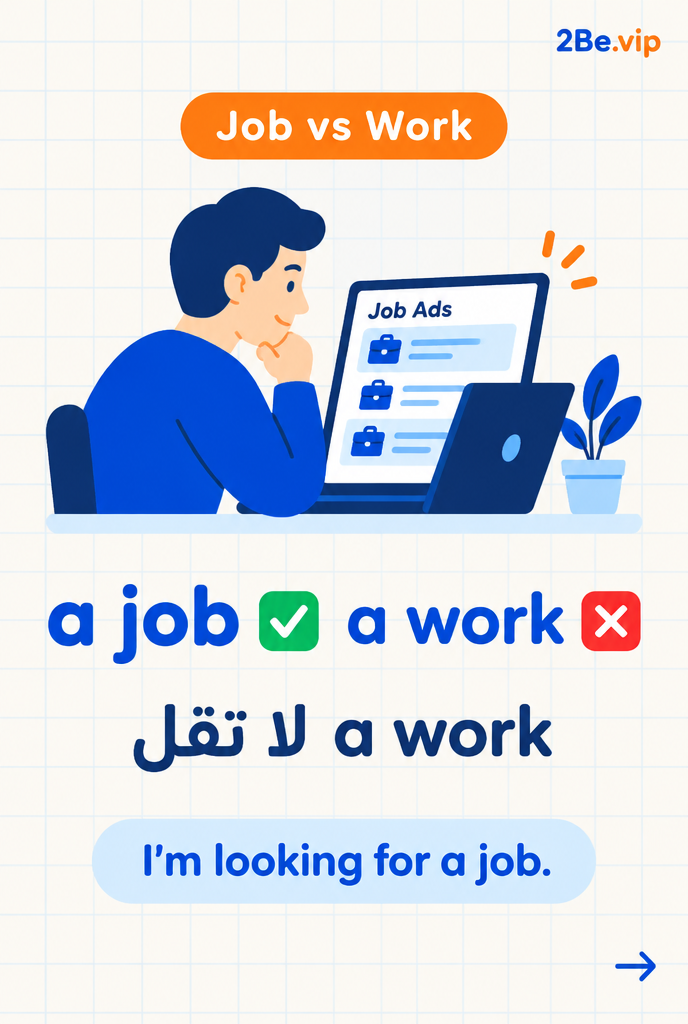 2Be.vip
Job vs Work
Job Ads
a job ✅ a work ❌
لا تقل a work
I'm looking for a job.